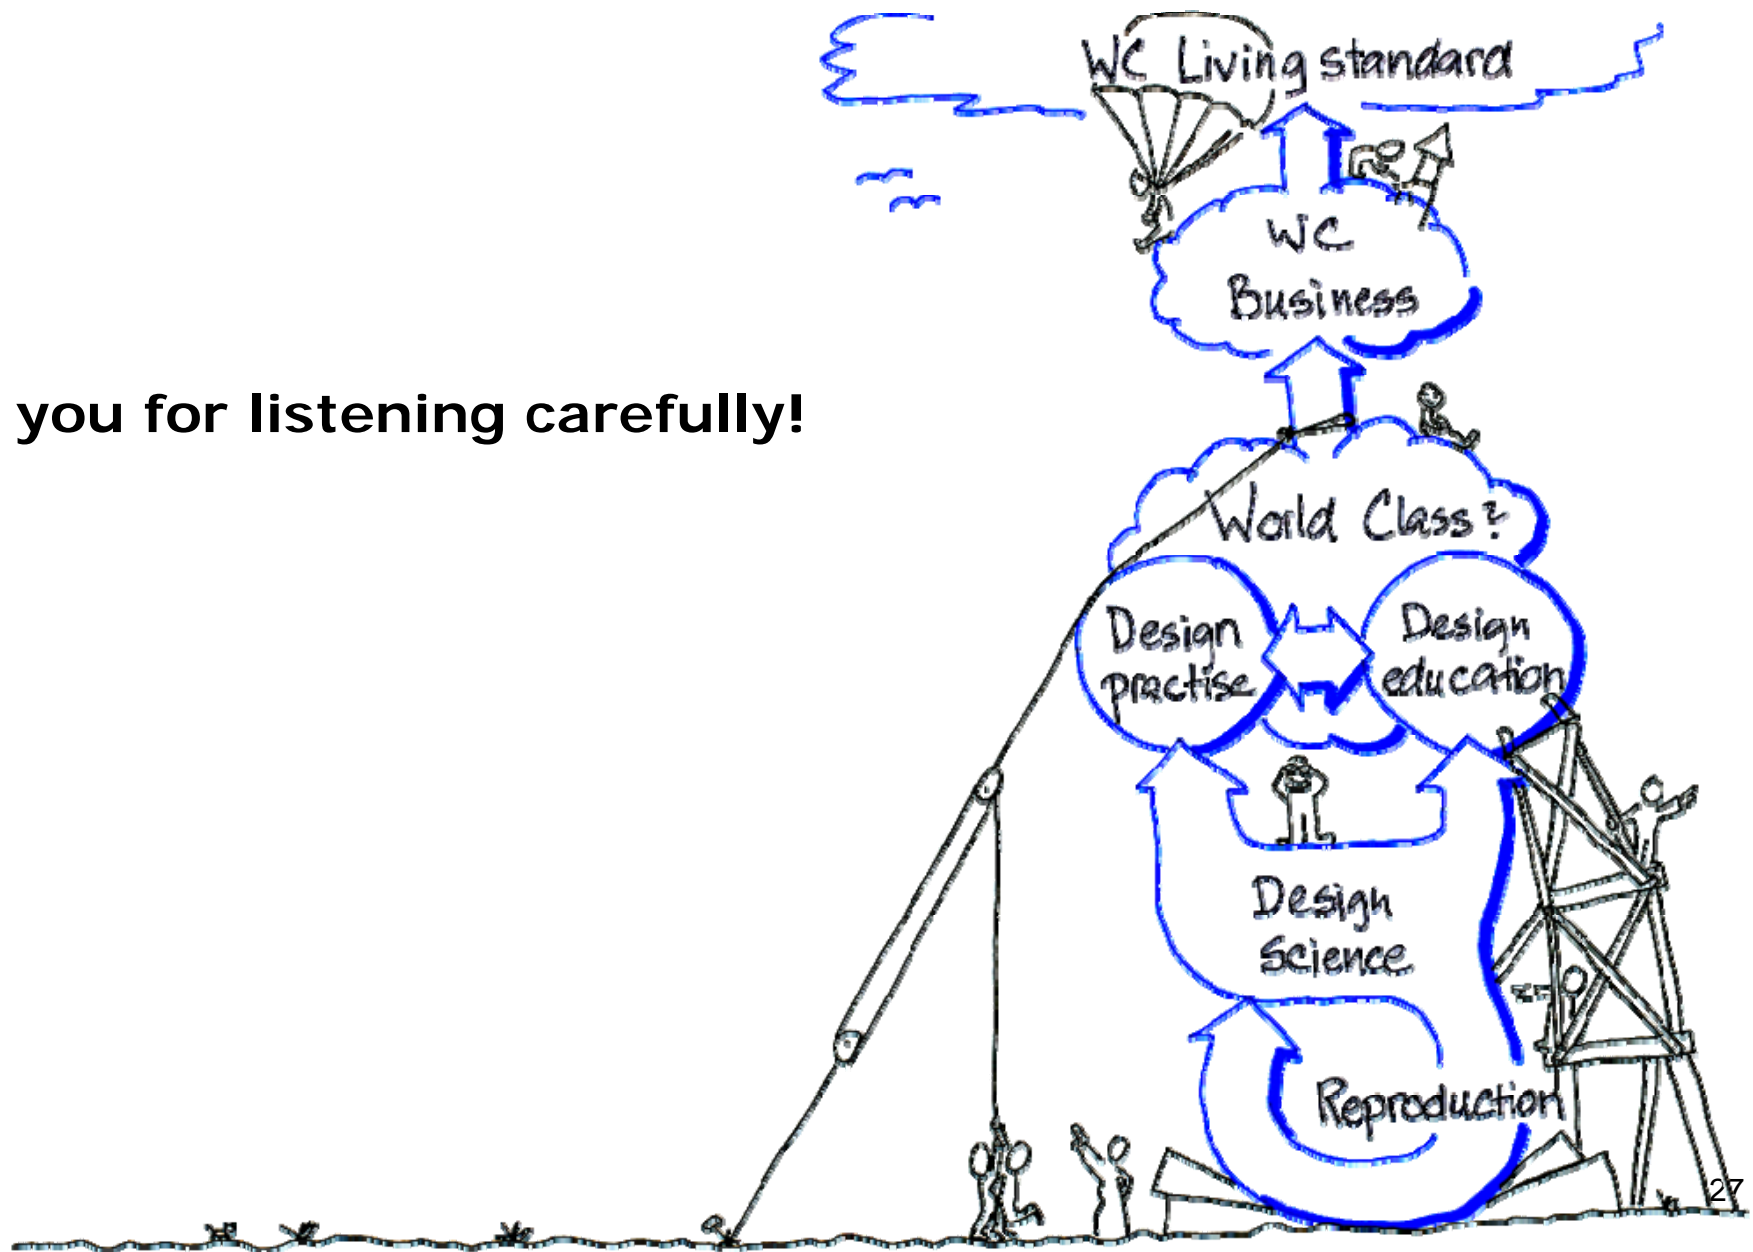 WC Living standard
WC
Business
you for listening carefully!
World Class?
Design
practise
Design
education
Design
Science
Reproduction
27